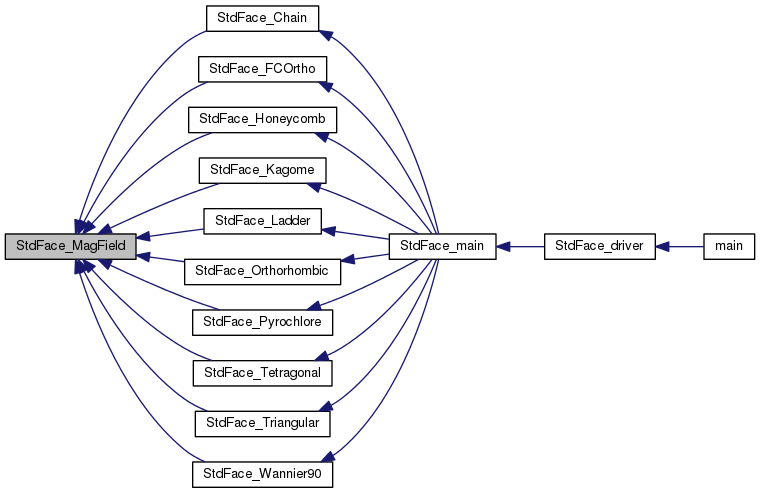 StdFace_Chain
StdFace_FCOrtho
StdFace_Honeycomb
StdFace_Kagome
StdFace_Ladder
StdFace_MagField
StdFace_main
StdFace_driver
main
StdFace_Orthorhombic
StdFace_Pyrochlore
StdFace_Tetragonal
StdFace_Triangular
StdFace_Wannier90